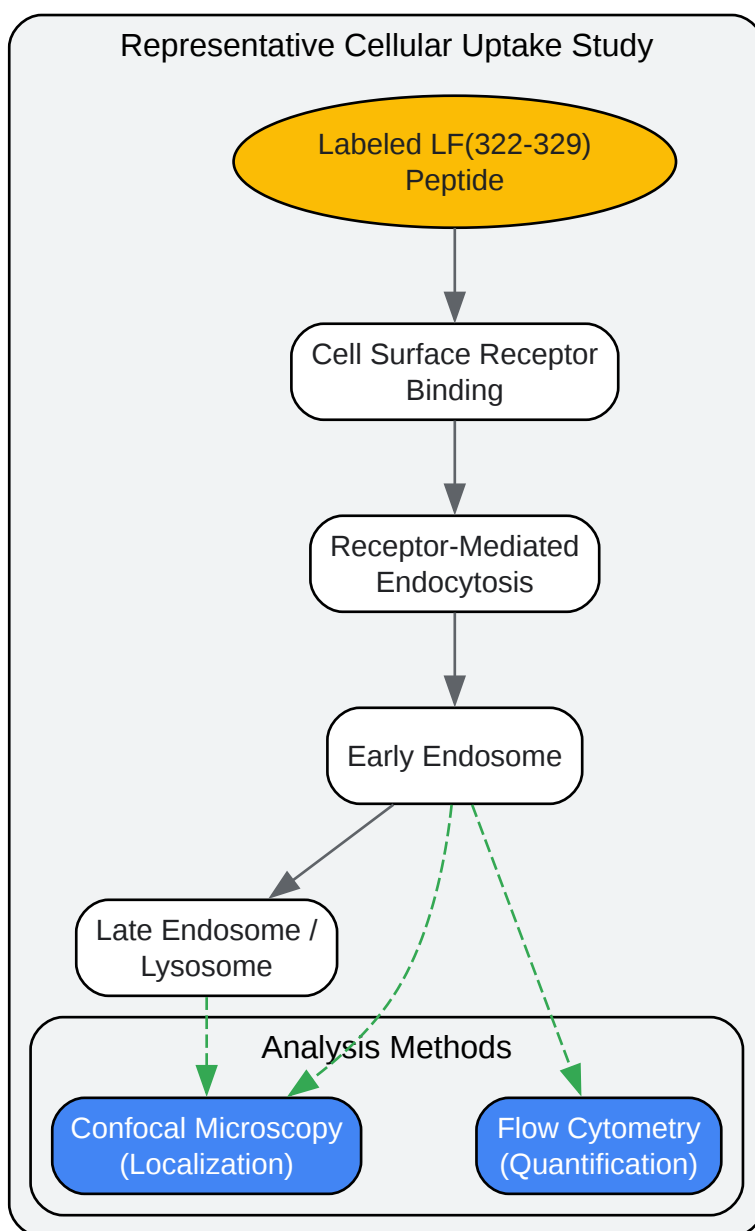 Representative Cellular Uptake Study
Labeled LF(322-329)
Peptide
Cell Surface Receptor
Binding
Receptor-Mediated
Endocytosis
Early Endosome
Late Endosome /
Lysosome
Analysis Methods
Confocal Microscopy
(Localization)
Flow Cytometry
(Quantification)